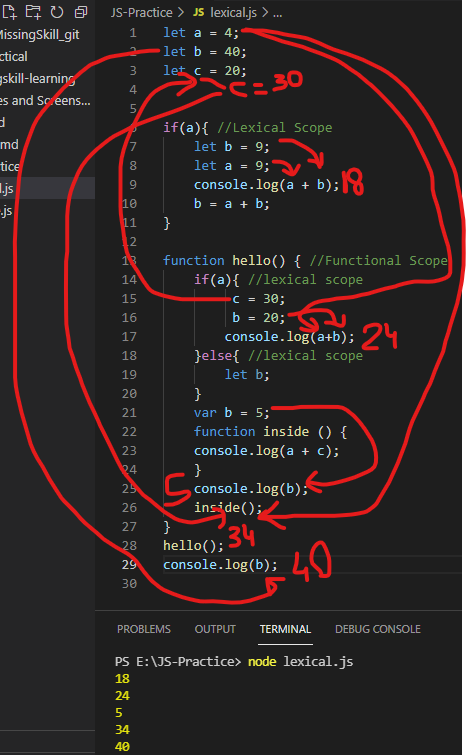 MissingSkill_git
ctical
gskill-learning
es and Screens...
d
md
tice
l.js
.js
JS-Practice > JS lexical.js > ...
1 let a = 4;
2 let b = 40;
3 let c = 20;
4 c = 30
5
6 if(a){ //Lexical Scope
7 let b = 9;
8 let a = 9;
9 console.log(a + b); 18
10 b = a + b;
11 }
12
13 function hello() { //Functional Scope
14 if(a){ //lexical scope
15 c = 30;
16 b = 20;
17 console.log(a+b); 24
18 }else{ //lexical scope
19 let b;
20 }
21 var b = 5;
22 function inside () {
23 console.log(a + c);
24 }
25 5 console.log(b);
26 inside();
27 } 34
28 hello();
29 console.log(b); 40
30
PROBLEMS OUTPUT TERMINAL DEBUG CONSOLE
PS E:\JS-Practice> node lexical.js
18
24
5
34
40